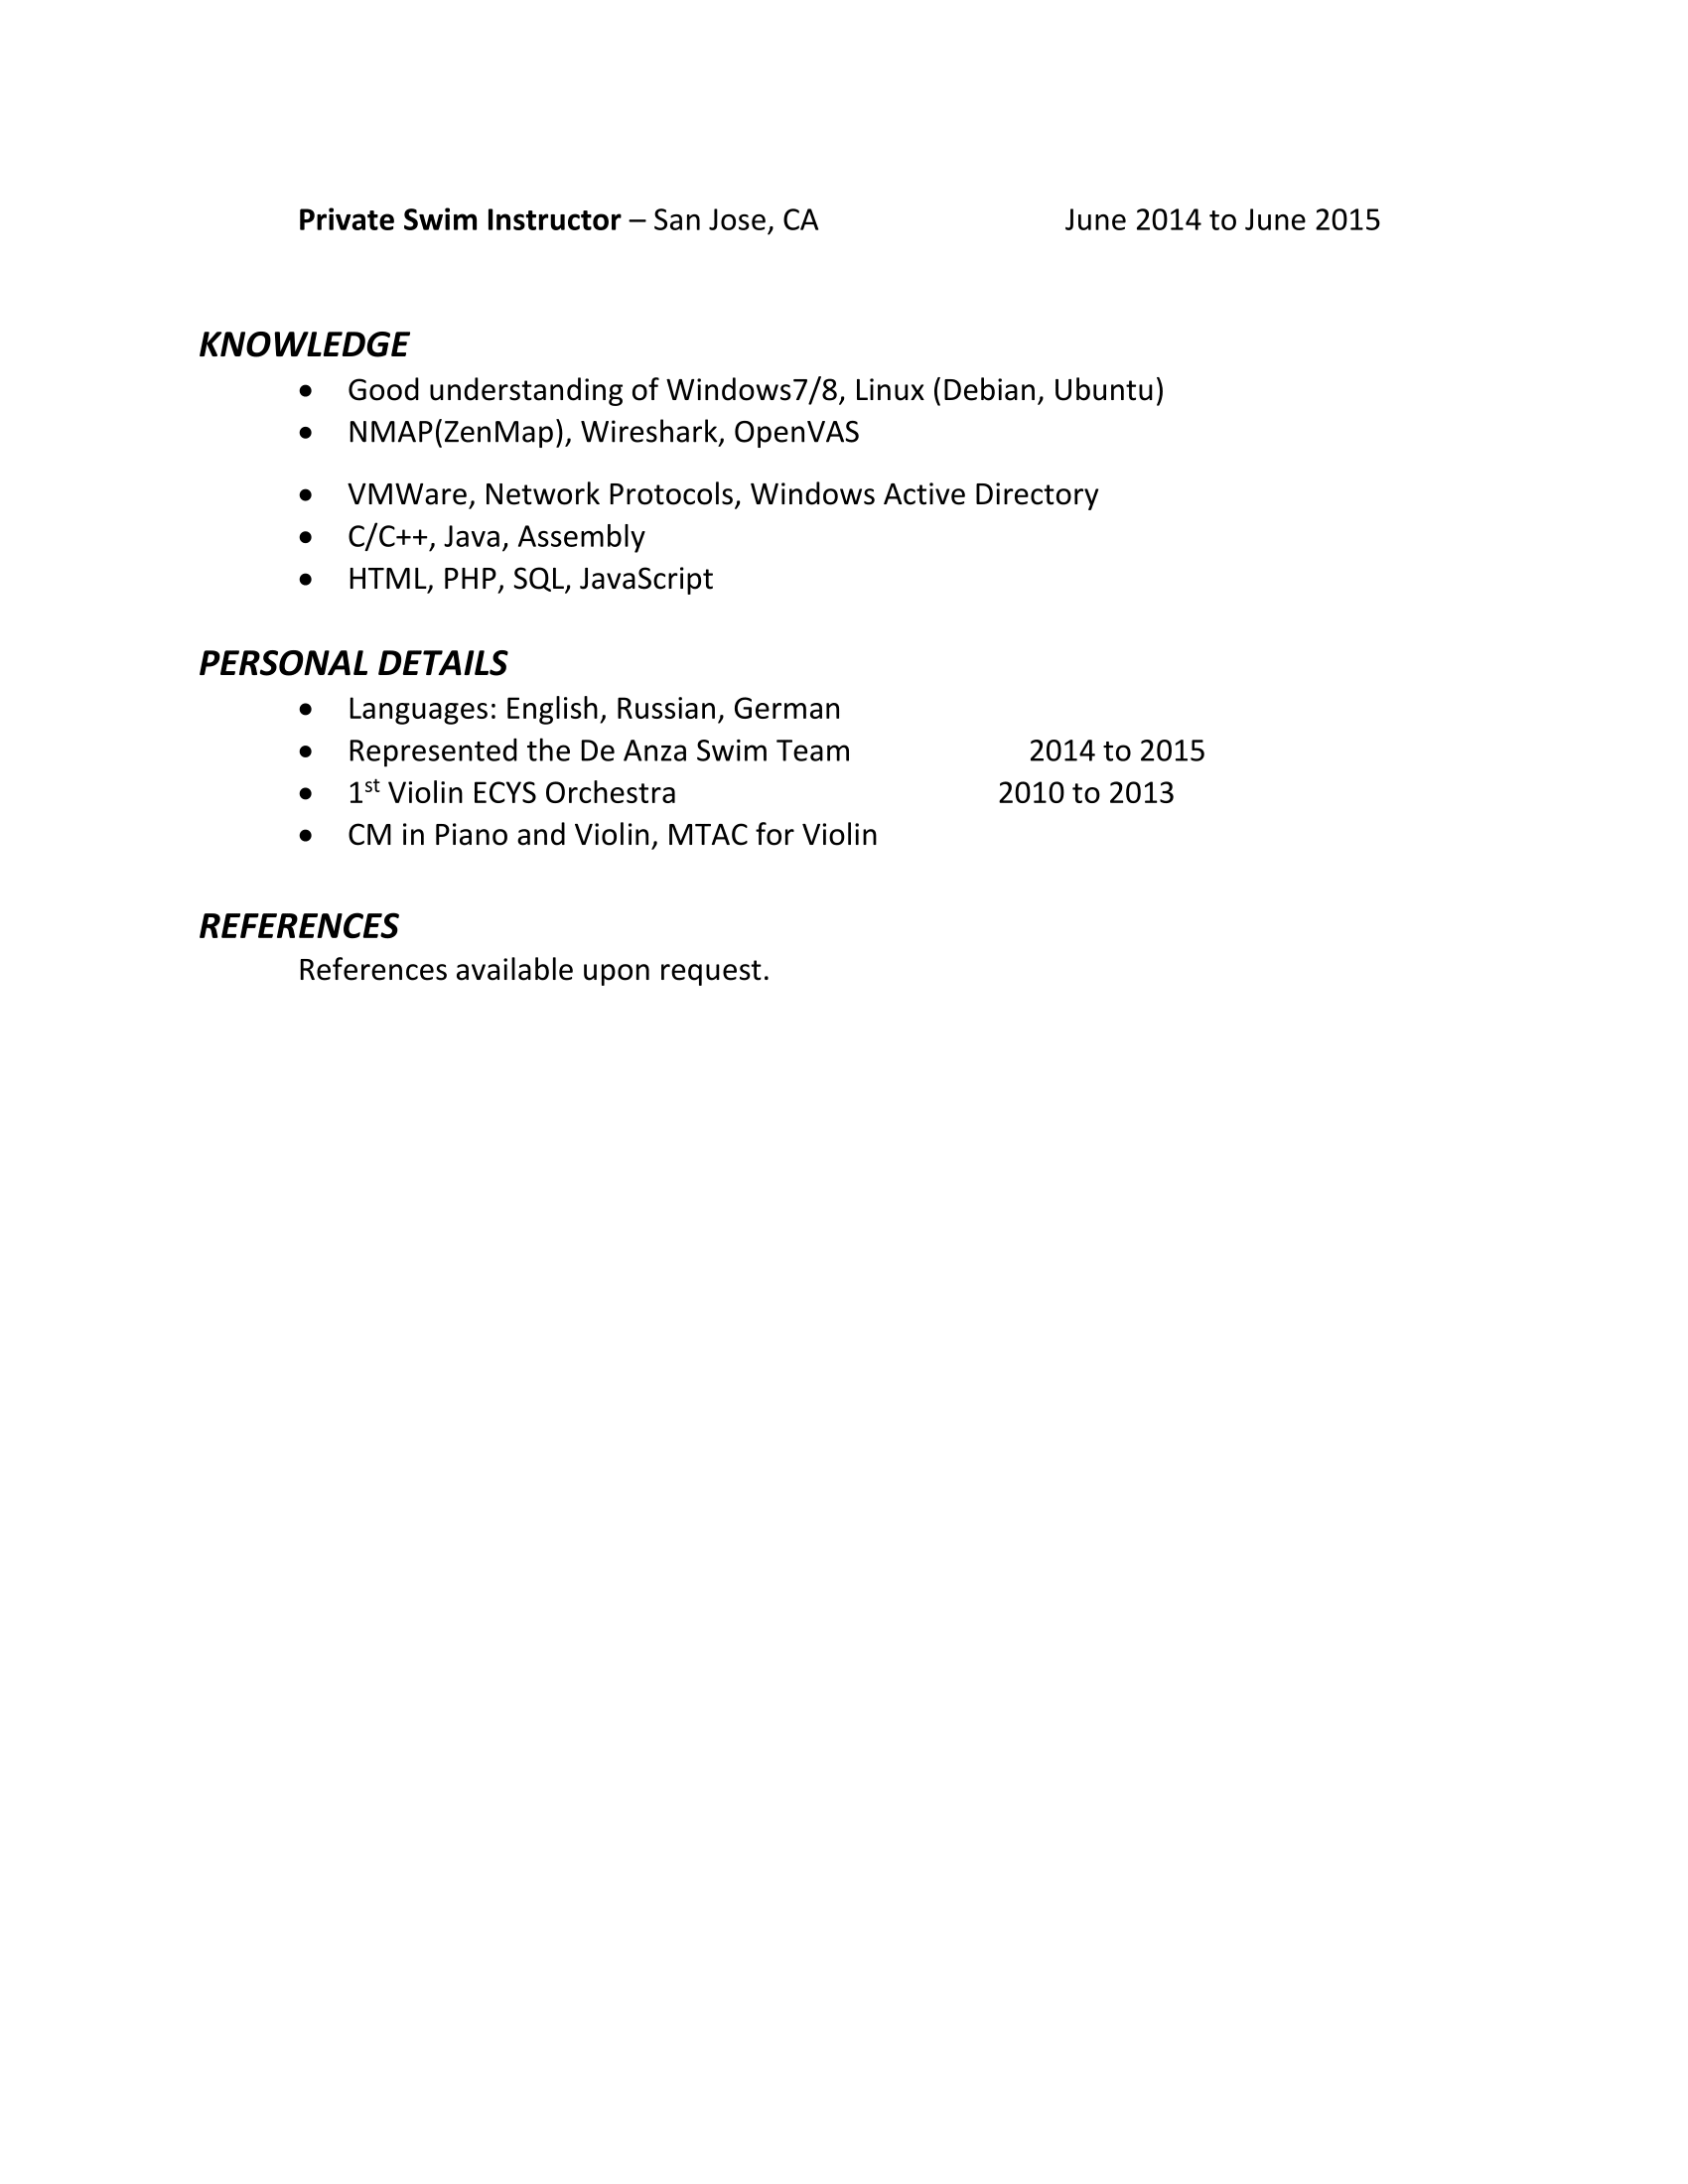 Private Swim Instructor – San Jose, CA June 2014 to June 2015
KNOWLEDGE
• Good understanding of Windows7/8, Linux (Debian, Ubuntu)
• NMAP(ZenMap), Wireshark, OpenVAS
• VMWare, Network Protocols, Windows Active Directory
• C/C++, Java, Assembly
• HTML, PHP, SQL, JavaScript
PERSONAL DETAILS
• Languages: English, Russian, German
• Represented the De Anza Swim Team 2014 to 2015
• 1st Violin ECYS Orchestra 2010 to 2013
• CM in Piano and Violin, MTAC for Violin
REFERENCES
References available upon request.